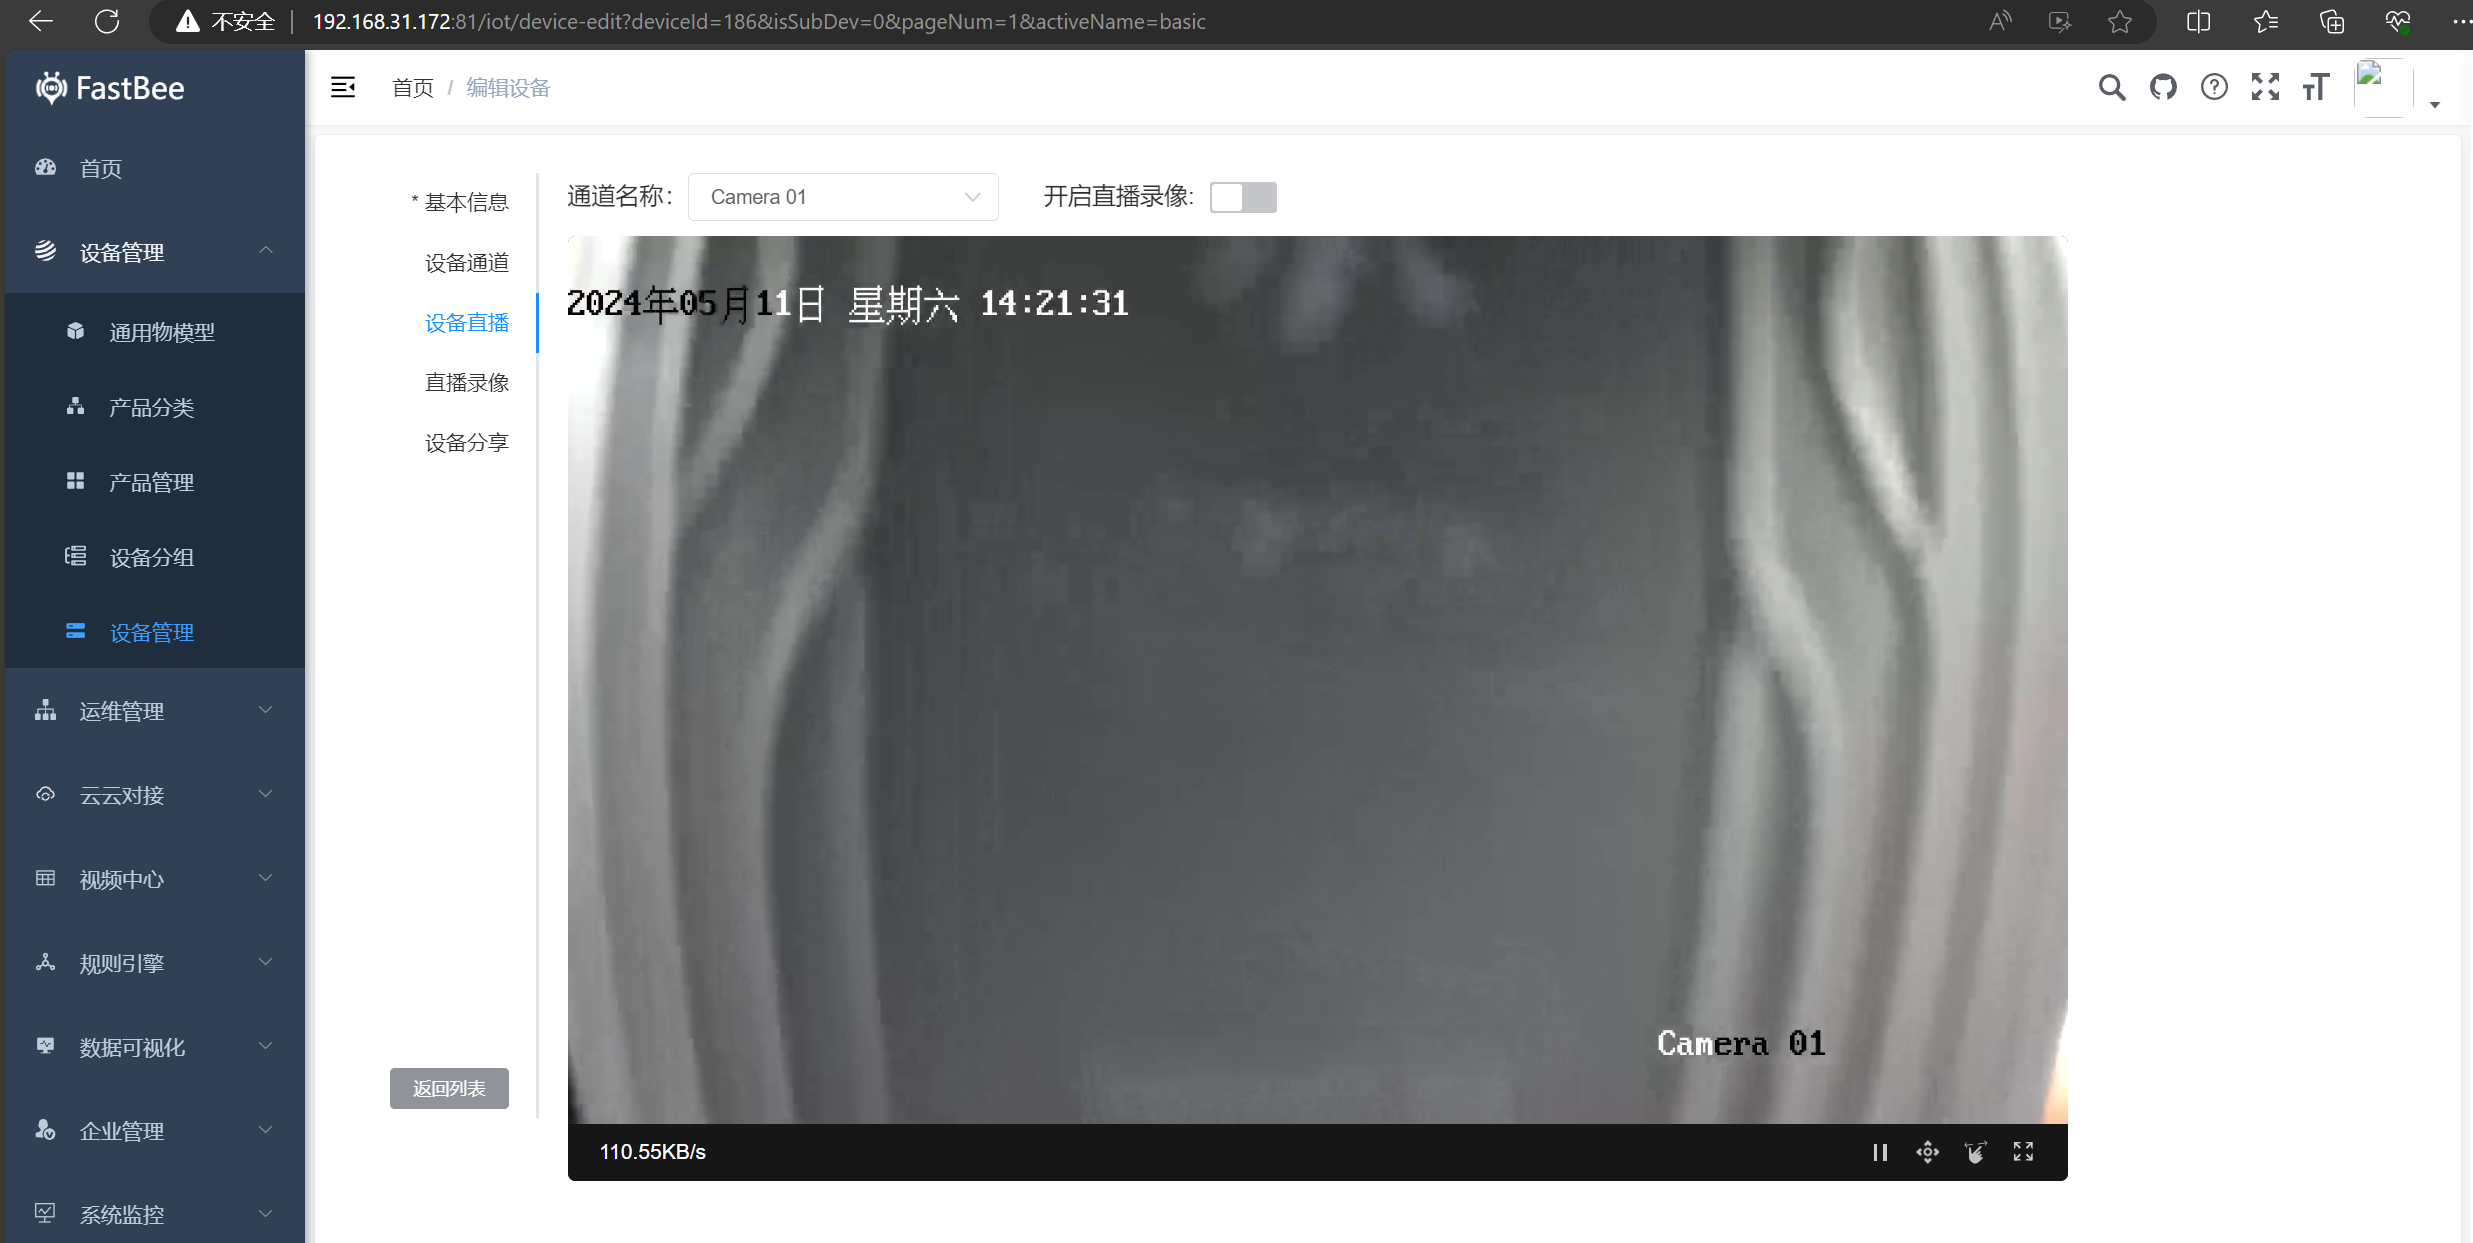 不安全 192.168.31.172:81/iot/device-edit?deviceId=186&isSubDev=0&pageNum=1&activeName=basic
FastBee
首页 / 编辑设备
首页
设备管理
通用物模型
产品分类
产品管理
设备分组
设备管理
运维管理
云云对接
视频中心
规则引擎
数据可视化
企业管理
系统监控
* 基本信息
设备通道
设备直播
直播录像
设备分享
返回列表
通道名称: Camera 01 开启直播录像:
2024年05月11日 星期六 14:21:31
Camera 01
110.55KB/s